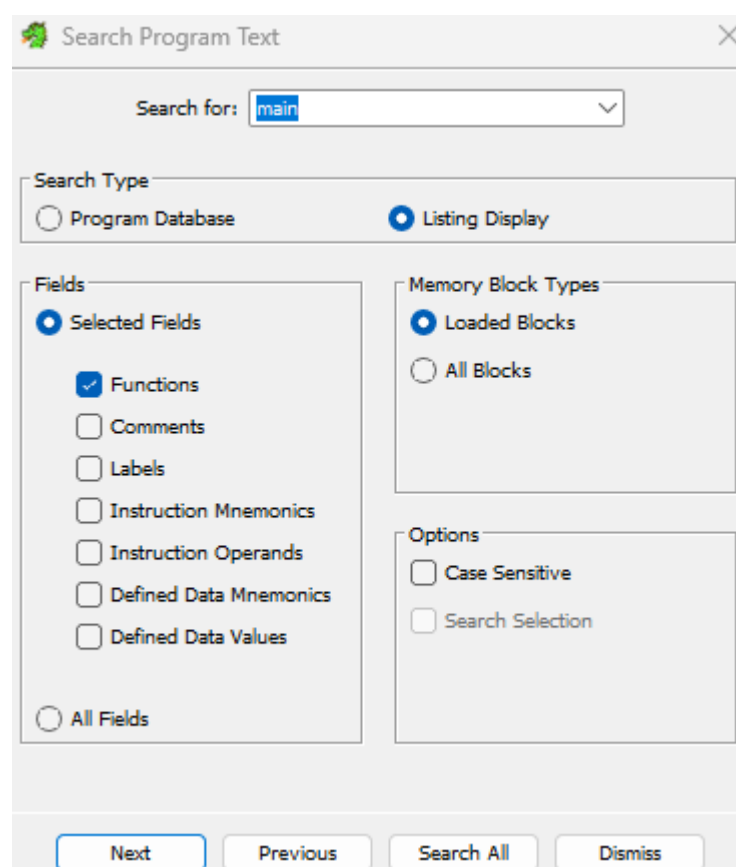 Search Program Text
Search for: main
Search Type
Program Database
Listing Display
Fields
Selected Fields
Functions
Comments
Labels
Instruction Mnemonics
Instruction Operands
Defined Data Mnemonics
Defined Data Values
All Fields
Memory Block Types
Loaded Blocks
All Blocks
Options
Case Sensitive
Search Selection
Next Previous Search All Dismiss